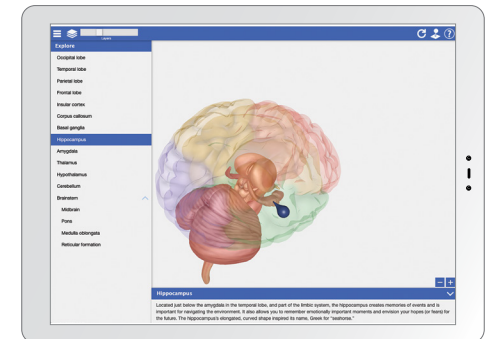 Explore
Occipital lobe
Temporal lobe
Parietal lobe
Frontal lobe
Insular cortex
Corpus callosum
Basal ganglia
Hippocampus
Amygdala
Thalamus
Hypothalamus
Cerebellum
Brainstem
Midbrain
Pons
Medulla oblongata
Reticular formation
Hippocampus
Located just below the amygdala in the temporal lobe, and part of the limbic system, the hippocampus creates memories of events and is
important for navigating the environment. It also allows you to remember emotionally important moments and envision your hopes (or fears) for
the future. The hippocampus's elongated, curved shape inspired its name, Greek for "seahorse."